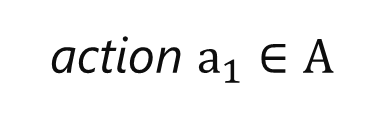 action a₁ ∈ A